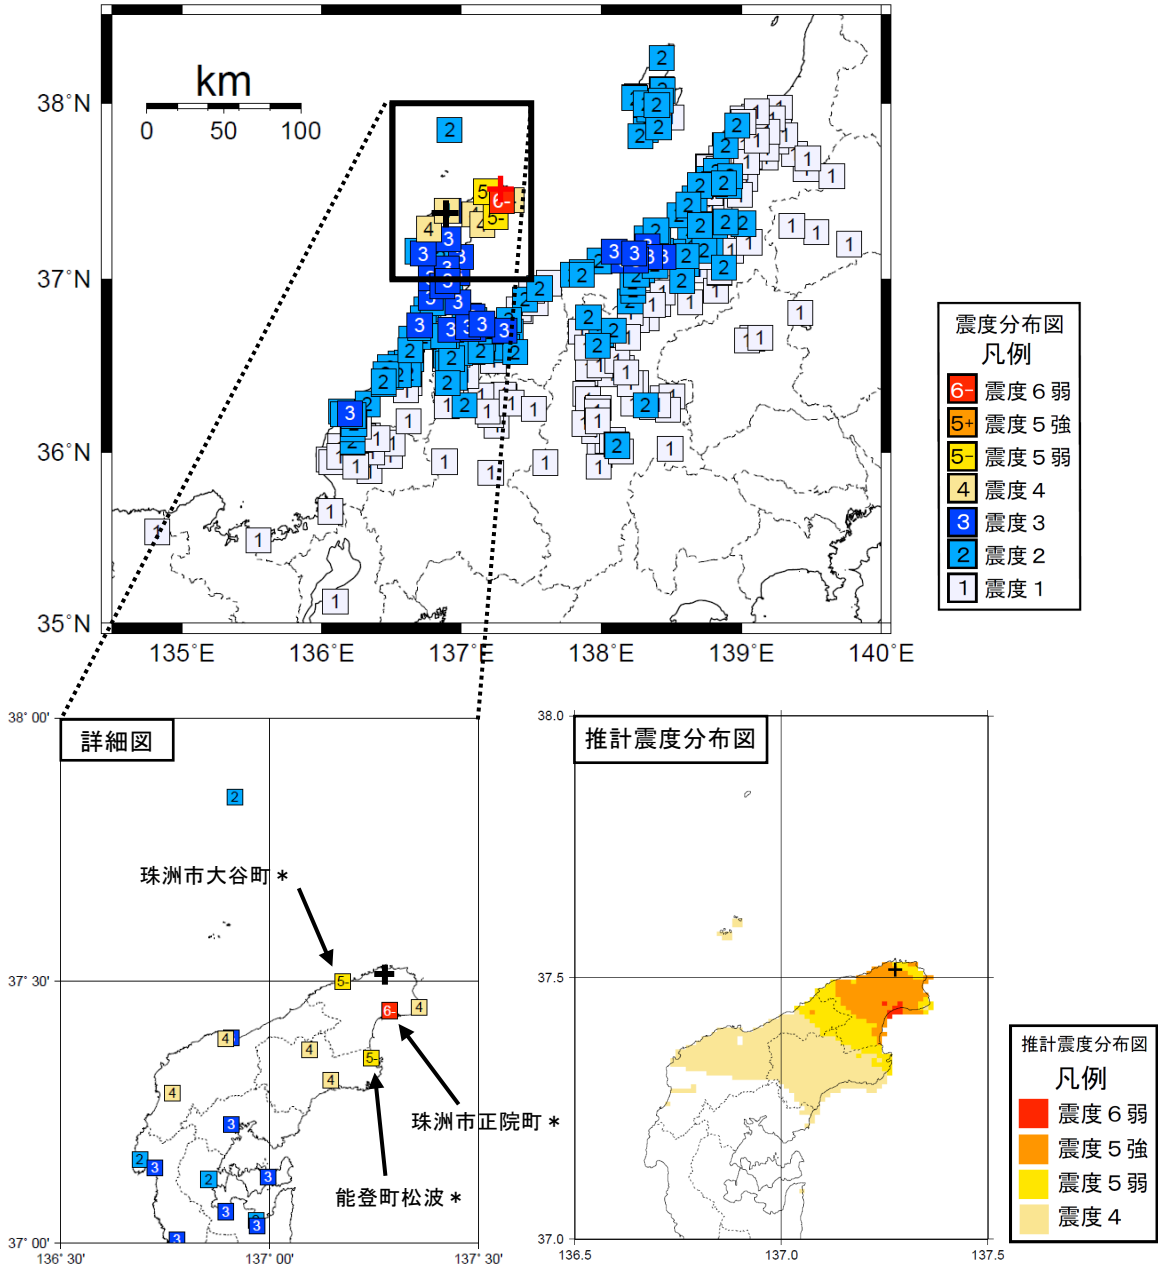 km
0 50 100
38°N
37°N
36°N
35°N
135°E 136°E 137°E 138°E 139°E 140°E
震度分布図
凡例
6- 震度６弱
5+ 震度５強
5- 震度５弱
4 震度４
3 震度３
2 震度２
1 震度１
詳細図
38° 00'
37° 30'
37° 00'
136° 30' 137° 00' 137° 30'
珠洲市大谷町＊
珠洲市正院町＊
能登町松波＊
推計震度分布図
38.0
37.5
37.0
136.5 137.0 137.5
推計震度分布図
凡例
震度６弱
震度５強
震度５弱
震度４